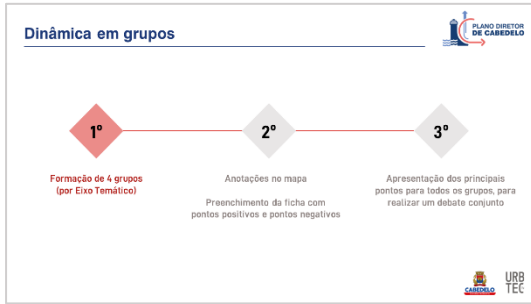 Dinâmica em grupos
PLANO DIRETOR
DE CABEDELO
1º
2º
3º
Formação de 4 grupos
(por Eixo Temático)
Anotações no mapa
Preenchimento da ficha com
pontos positivos e pontos negativos
Apresentação dos principais
pontos para todos os grupos, para
realizar um debate conjunto
CABEDELO
URB
TEC